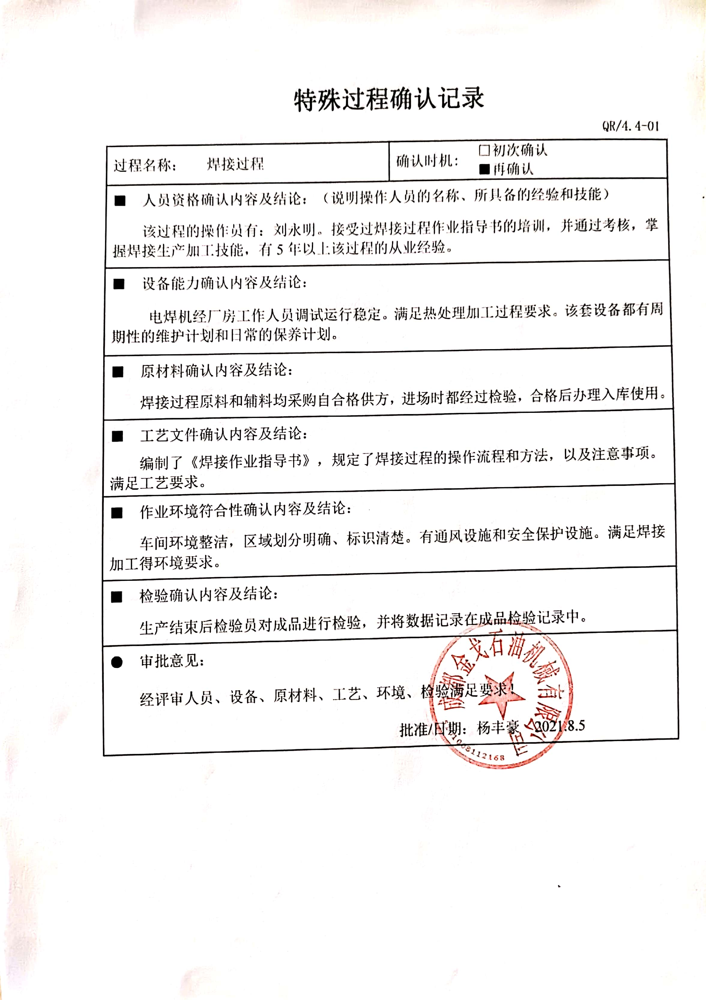 特殊过程确认记录
QR/4.4-01
过程名称： 焊接过程
确认时机：
□初次确认
■再确认
■ 人员资格确认内容及结论：（说明操作人员的名称、所具备的经验和技能）
该过程的操作员有：刘永明。接受过焊接过程作业指导书的培训，并通过考核，掌
握焊接生产加工技能，有 5 年以上该过程的从业经验。
■ 设备能力确认内容及结论：
电焊机经厂房工作人员调试运行稳定。满足热处理加工过程要求。该套设备都有周
期性的维护计划和日常的保养计划。
■ 原材料确认内容及结论：
焊接过程原料和辅料均采购自合格供方，进场时都经过检验，合格后办理入库使用。
■ 工艺文件确认内容及结论：
编制了《焊接作业指导书》，规定了焊接过程的操作流程和方法，以及注意事项。
满足工艺要求。
■ 作业环境符合性确认内容及结论：
车间环境整洁，区域划分明确、标识清楚。有通风设施和安全保护设施。满足焊接
加工得环境要求。
■ 检验确认内容及结论：
生产结束后检验员对成品进行检验，并将数据记录在成品检验记录中。
● 审批意见：
经评审人员、设备、原材料、工艺、环境、检验满足要求！
批准/日期：杨丰豪 2021.8.5
成都金戈石油机械有限公司